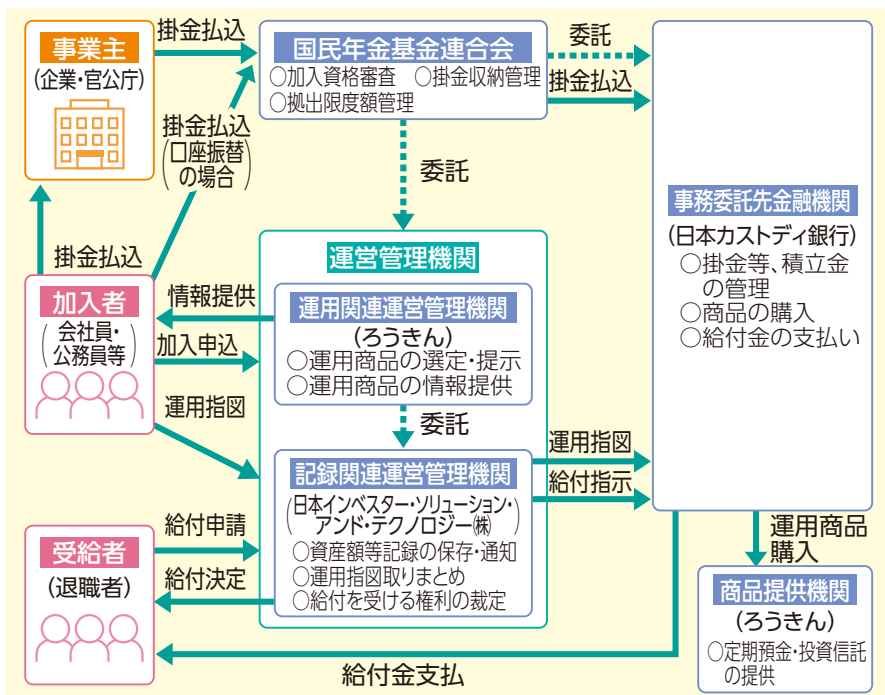 事業主
(企業・官公庁)
掛金払込
国民年金基金連合会
○加入資格審査 ○掛金収納管理
○拠出限度額管理
委託
掛金払込
掛金払込
(口座振替
の場合)
委託
掛金払込
事務委託先金融機関
(日本カストディ銀行)
○掛金等、積立金
の管理
○商品の購入
○給付金の支払い
運営管理機関
加入者
(会社員・
公務員等)
情報提供
加入申込
運用指図
運用関連運営管理機関
(ろうきん)
○運用商品の選定・提示
○運用商品の情報提供
委託
記録関連運営管理機関
(日本インベスター・ソリューション・
アンド・テクノロジー㈱)
○資産額等記録の保存・通知
○運用指図取りまとめ
○給付を受ける権利の裁定
運用指図
給付指示
受給者
(退職者)
給付申請
給付決定
運用商品
購入
商品提供機関
(ろうきん)
○定期預金・投資信託
の提供
給付金支払